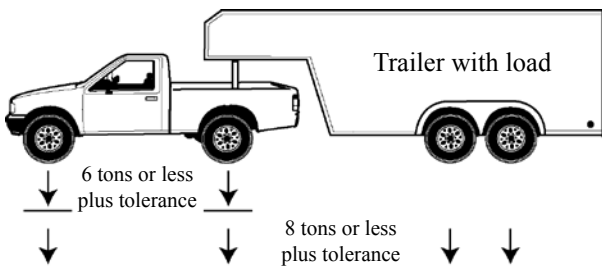 Trailer with load
6 tons or less
plus tolerance
8 tons or less
plus tolerance